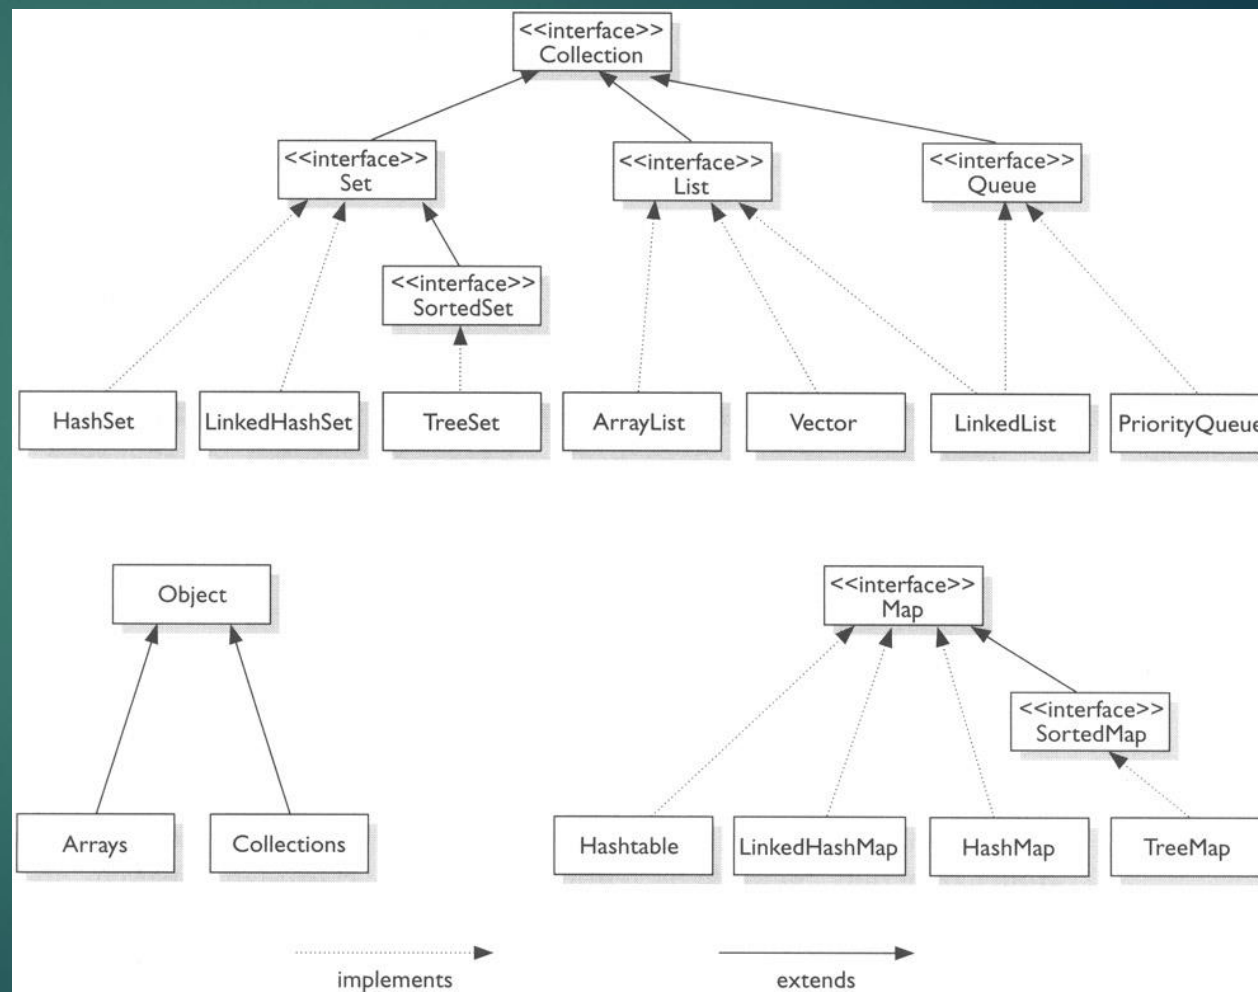 <<interface>>
Collection
<<interface>>
Set
<<interface>>
List
<<interface>>
Queue
<<interface>>
SortedSet
HashSet
LinkedHashSet
TreeSet
ArrayList
Vector
LinkedList
PriorityQueue
Object
<<interface>>
Map
<<interface>>
SortedMap
Arrays
Collections
Hashtable
LinkedHashMap
HashMap
TreeMap
implements
extends